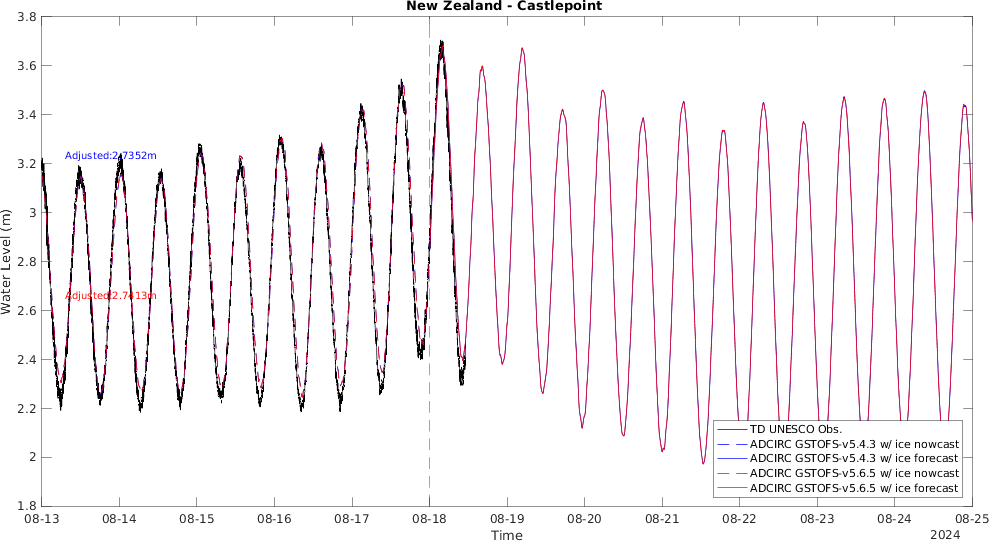 New Zealand - Castlepoint
3.8
3.6
3.4
3.2
3
2.8
2.6
2.4
2.2
2
1.8
Water Level (m)
Adjusted:2.7352m
Adjusted:2.7413m
TD UNESCO Obs.
ADCIRC GSTOFS-v5.4.3 w/ ice nowcast
ADCIRC GSTOFS-v5.4.3 w/ ice forecast
ADCIRC GSTOFS-v5.6.5 w/ ice nowcast
ADCIRC GSTOFS-v5.6.5 w/ ice forecast
08-13 08-14 08-15 08-16 08-17 08-18 08-19 08-20 08-21 08-22 08-23 08-24 08-25
Time
2024